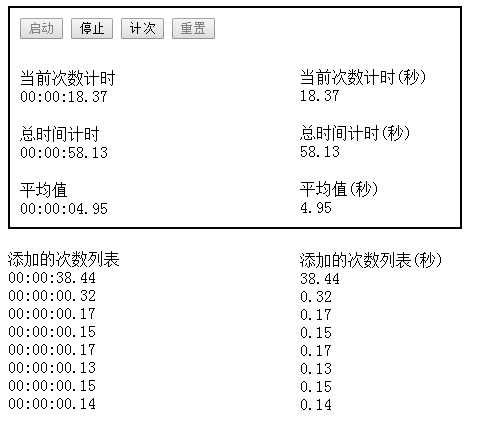 启动 停止 计次 重置
当前次数计时 当前次数计时(秒)
00:00:18.37 18.37
总时间计时 总时间计时(秒)
00:00:58.13 58.13
平均值 平均值(秒)
00:00:04.95 4.95
添加的次数列表 添加的次数列表(秒)
00:00:38.44 38.44
00:00:00.32 0.32
00:00:00.17 0.17
00:00:00.15 0.15
00:00:00.17 0.17
00:00:00.13 0.13
00:00:00.15 0.15
00:00:00.14 0.14